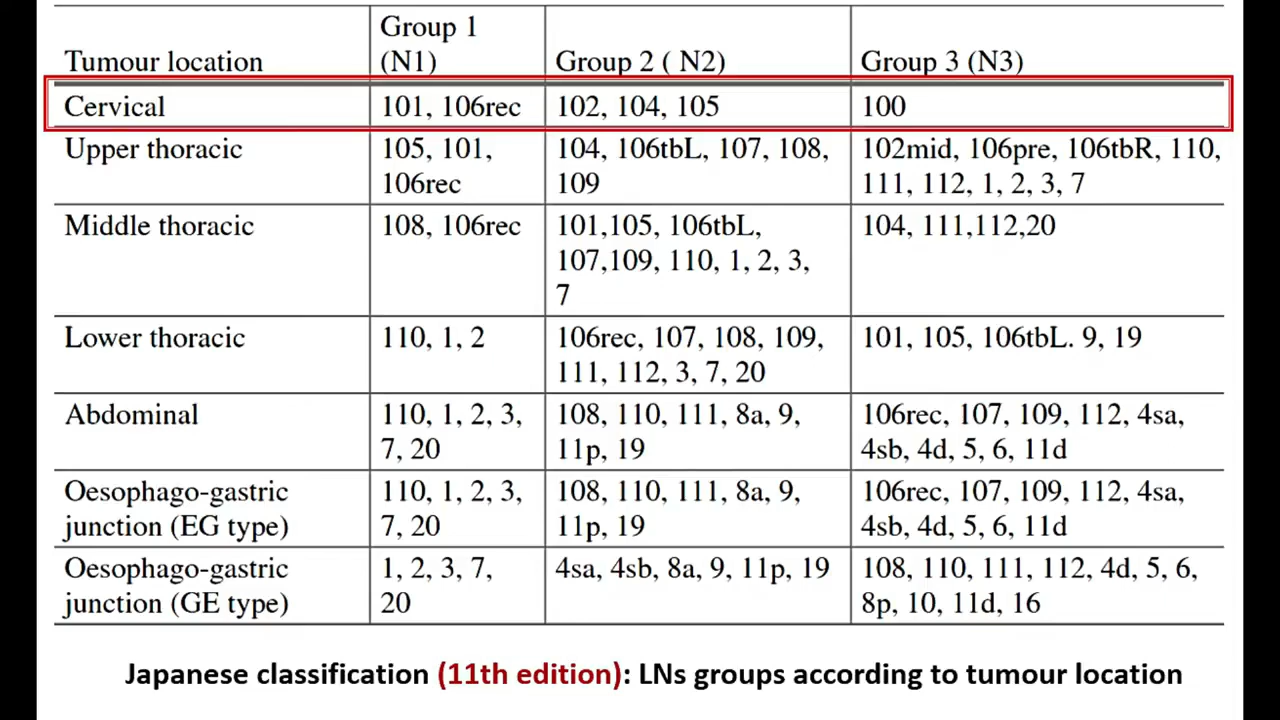 Tumour location Group 1 (N1) Group 2 ( N2) Group 3 (N3)
Cervical 101, 106rec 102, 104, 105 100
Upper thoracic 105, 101, 106rec 104, 106tbL, 107, 108, 109 102mid, 106pre, 106tbR, 110, 111, 112, 1, 2, 3, 7
Middle thoracic 108, 106rec 101,105, 106tbL, 107,109, 110, 1, 2, 3, 7 104, 111,112,20
Lower thoracic 110, 1, 2 106rec, 107, 108, 109, 111, 112, 3, 7, 20 101, 105, 106tbL. 9, 19
Abdominal 110, 1, 2, 3, 7, 20 108, 110, 111, 8a, 9, 11p, 19 106rec, 107, 109, 112, 4sa, 4sb, 4d, 5, 6, 11d
Oesophago-gastric junction (EG type) 110, 1, 2, 3, 7, 20 108, 110, 111, 8a, 9, 11p, 19 106rec, 107, 109, 112, 4sa, 4sb, 4d, 5, 6, 11d
Oesophago-gastric junction (GE type) 1, 2, 3, 7, 20 4sa, 4sb, 8a, 9, 11p, 19 108, 110, 111, 112, 4d, 5, 6, 8p, 10, 11d, 16
Japanese classification (11th edition): LNs groups according to tumour location